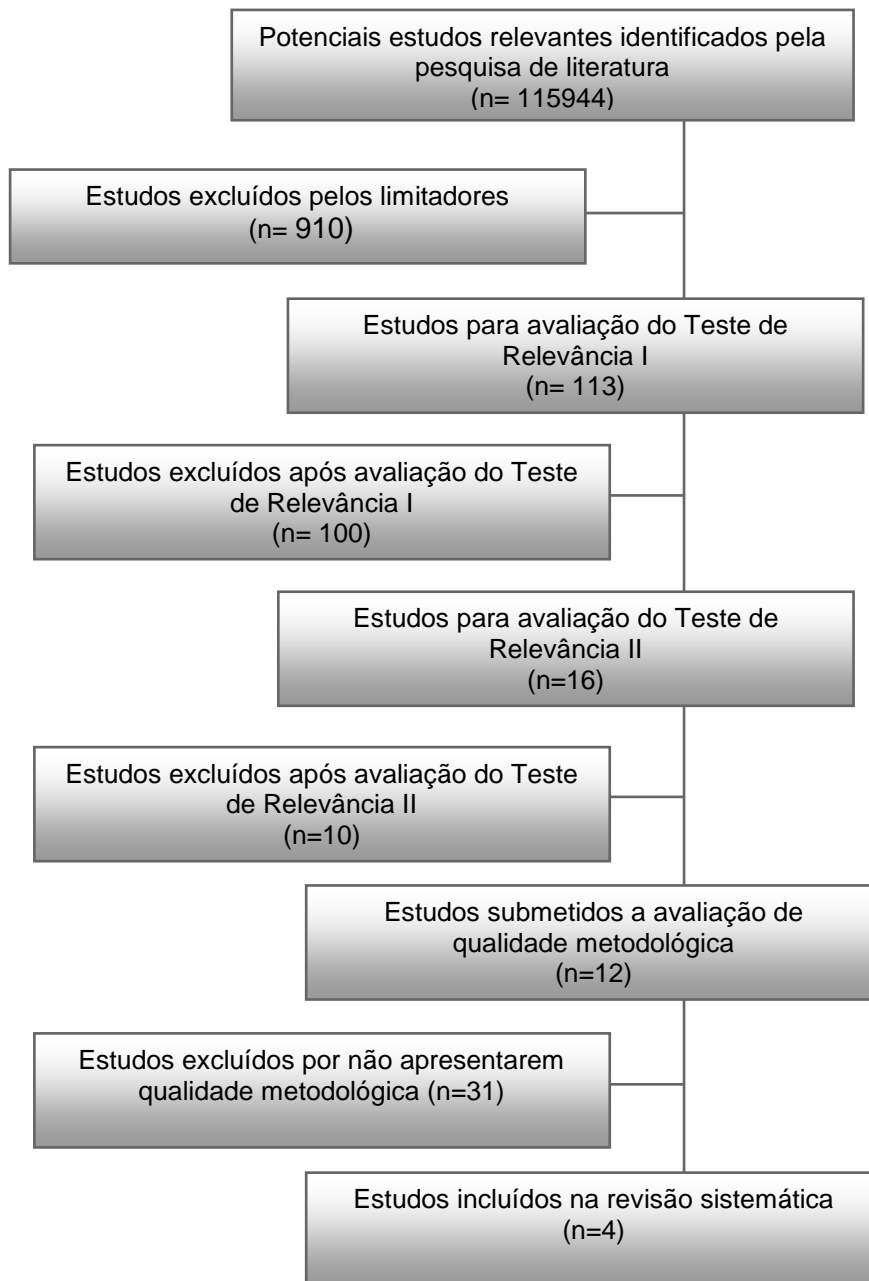 Potenciais estudos relevantes identificados pela
pesquisa de literatura
(n= 115944)
Estudos excluídos pelos limitadores
(n= 910)
Estudos para avaliação do Teste de
Relevância I
(n= 113)
Estudos excluídos após avaliação do Teste
de Relevância I
(n= 100)
Estudos para avaliação do Teste de
Relevância II
(n=16)
Estudos excluídos após avaliação do Teste
de Relevância II
(n=10)
Estudos submetidos a avaliação de
qualidade metodológica
(n=12)
Estudos excluídos por não apresentarem
qualidade metodológica (n=31)
Estudos incluídos na revisão sistemática
(n=4)